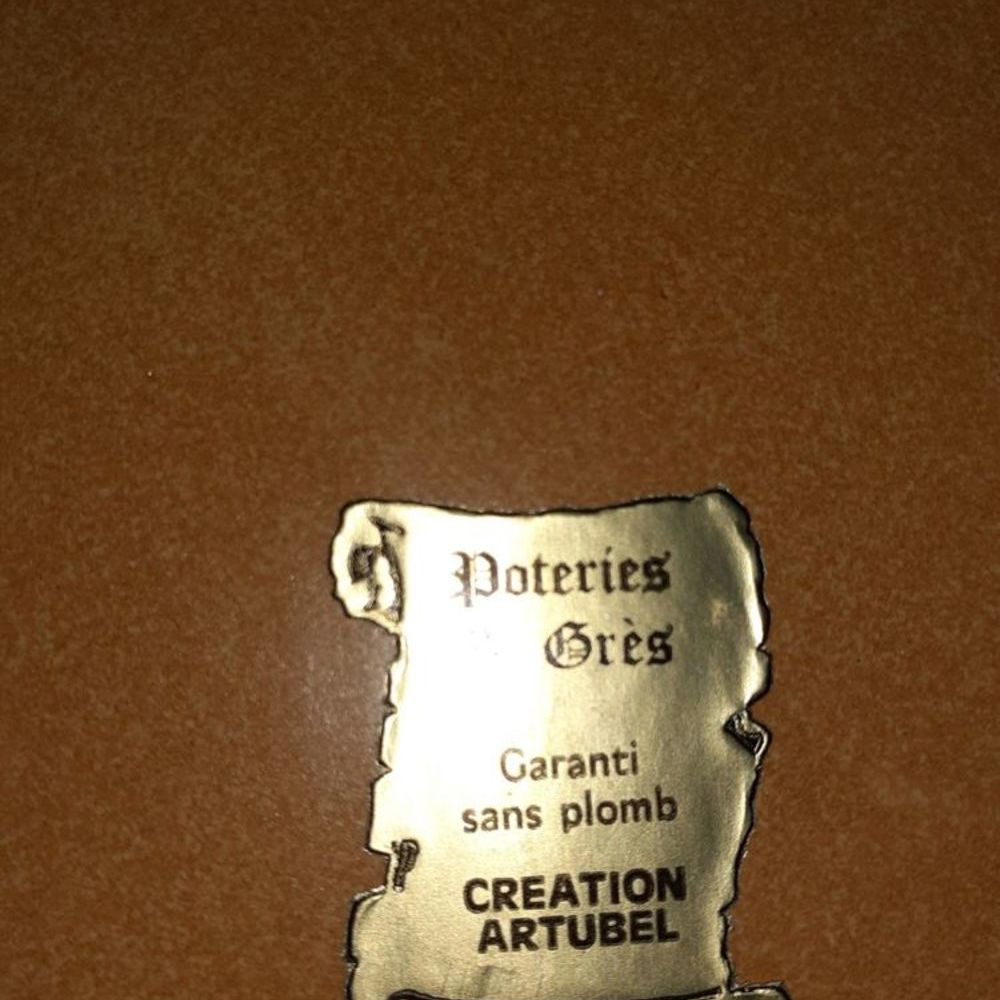 Poteries
Grès
Garanti
sans plomb
CREATION
ARTUBEL